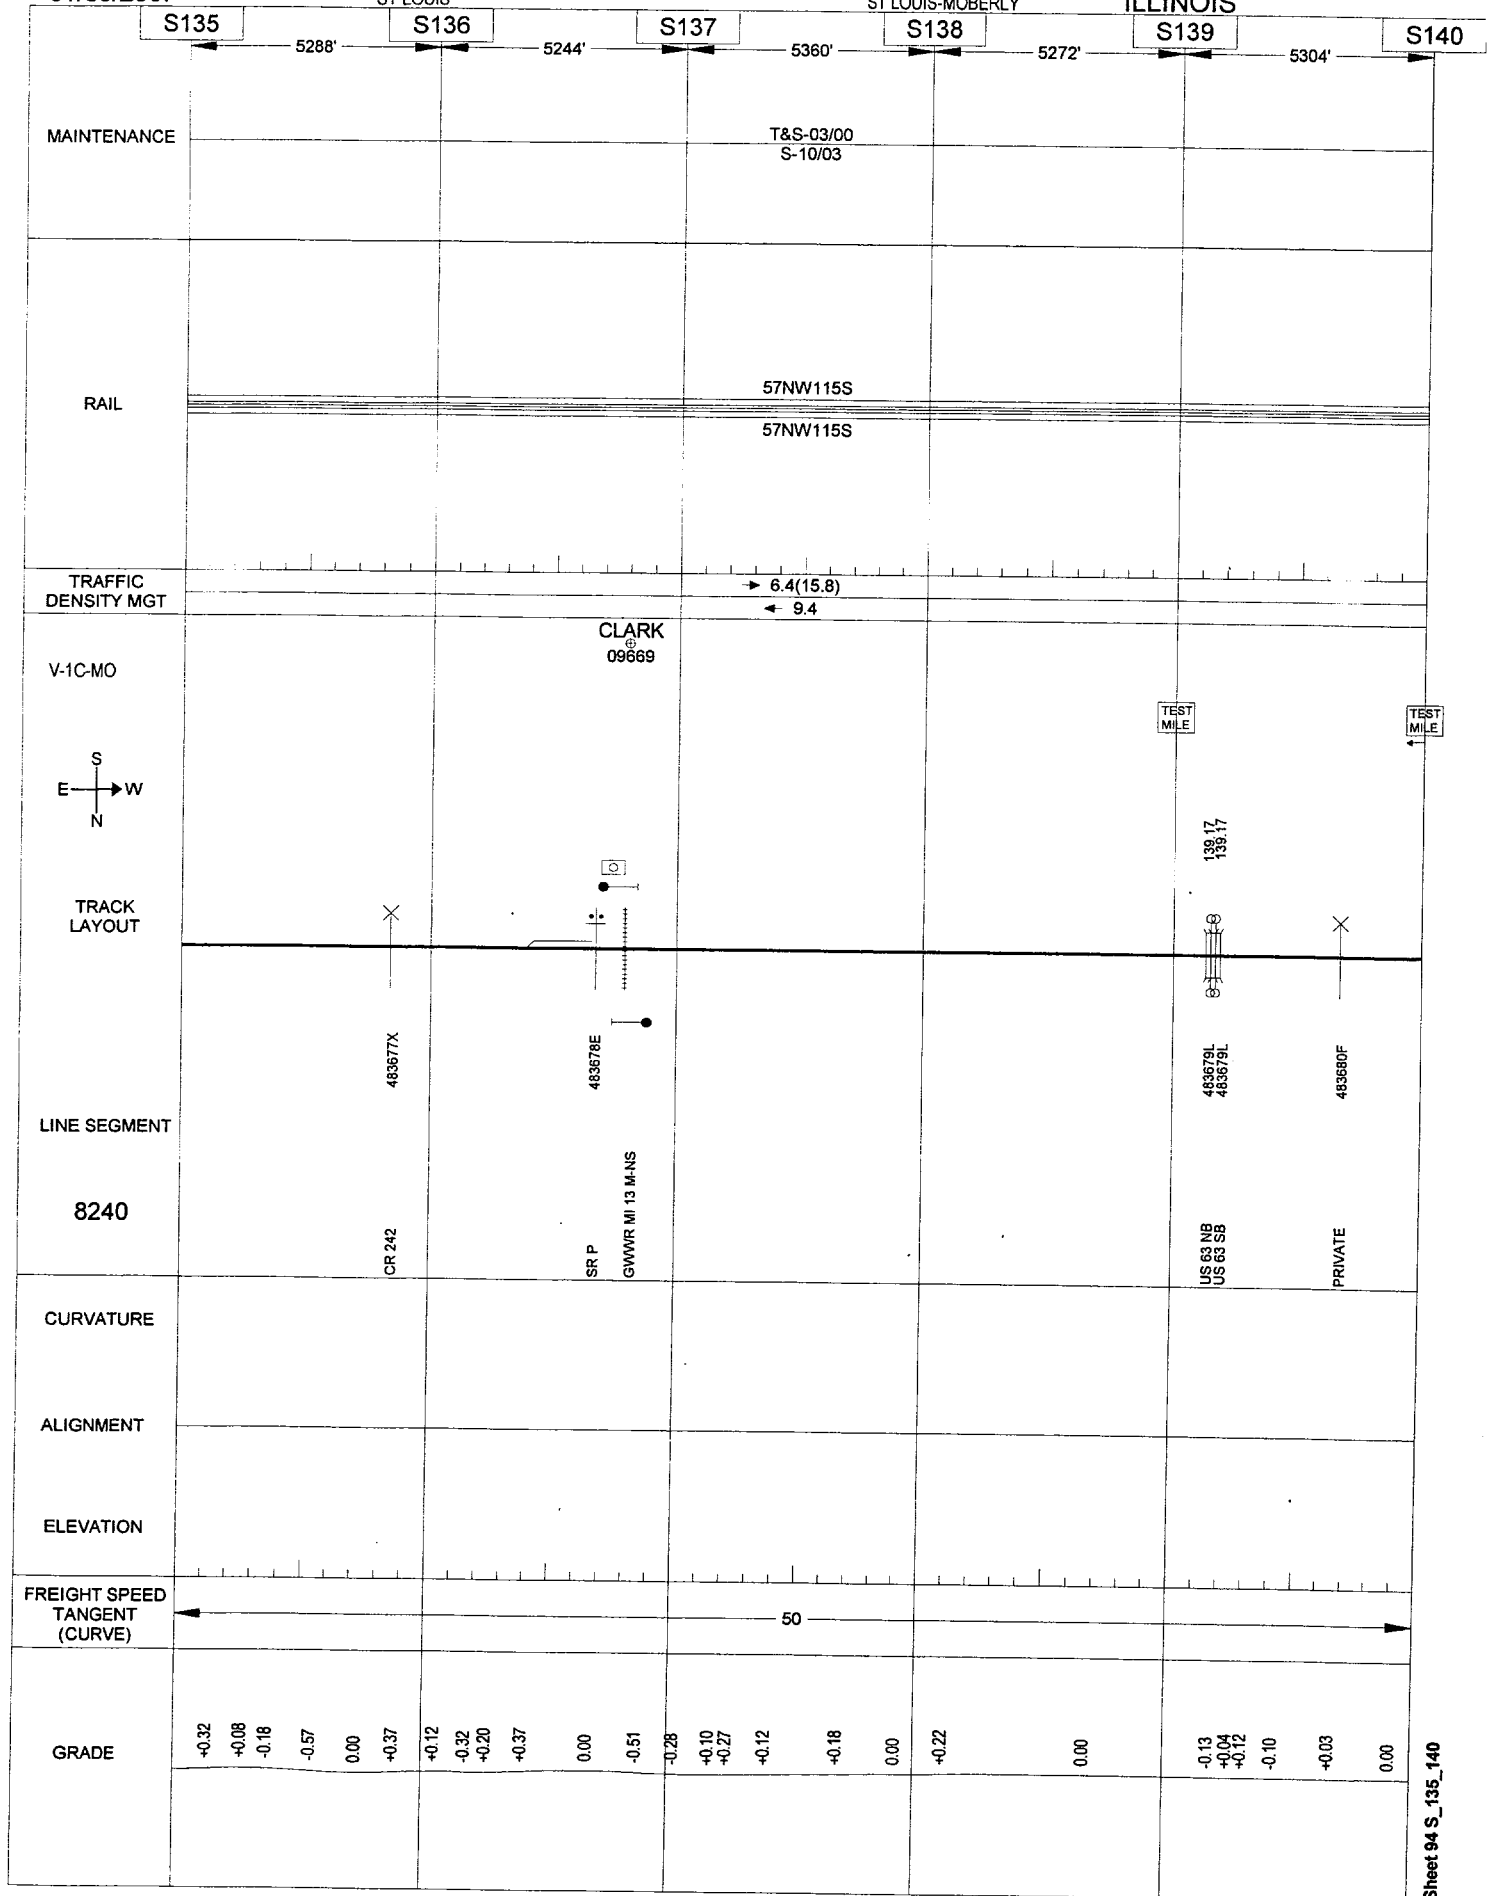 ST LOUIS
ST LOUIS-MOBERLY
ILLINOIS
S135
S136
S137
S138
S139
S140
5288'
5244'
5360'
5272'
5304'
MAINTENANCE
T&S-03/00
S-10/03
RAIL
57NW115S
57NW115S
TRAFFIC
DENSITY MGT
6.4(15.8)
9.4
V-1C-MO
CLARK
09669
TEST
MILE
TEST
MILE
S
E
W
N
139.17
139.17
TRACK
LAYOUT
483677X
483678E
483679L
483679L
483680F
LINE SEGMENT
8240
CR 242
SR P
GWWR MI 13 M-NS
US 63 NB
US 63 SB
PRIVATE
CURVATURE
ALIGNMENT
ELEVATION
FREIGHT SPEED
TANGENT
(CURVE)
50
GRADE
+0.32
+0.08
-0.18
-0.57
0.00
+0.37
+0.12
-0.32
+0.20
+0.37
0.00
-0.51
-0.28
+0.10
+0.27
+0.12
+0.18
0.00
+0.22
0.00
-0.13
+0.04
+0.12
-0.10
+0.03
0.00
Sheet 94 S_135_140